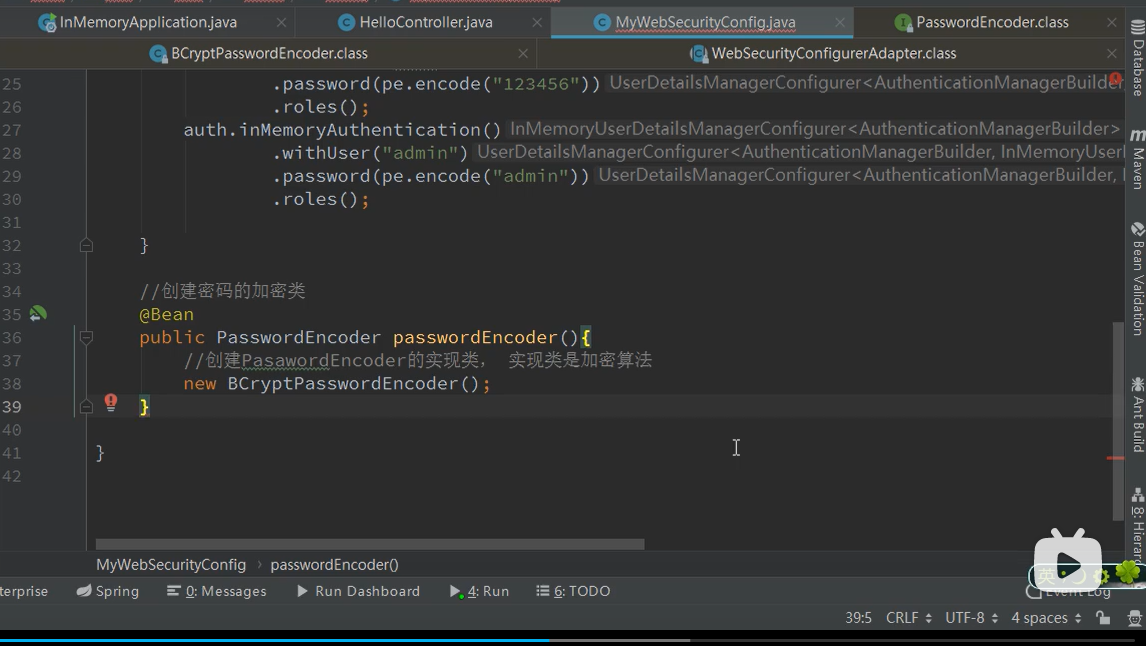 InMemoryApplication.java
HelloController.java
MyWebSecurityConfig.java
PasswordEncoder.class
BCryptPasswordEncoder.class
WebSecurityConfigurerAdapter.class
25 .password(pe.encode("123456")) UserDetailsManagerConfigurer<AuthenticationManagerBuilder,
26 .roles();
27 auth.inMemoryAuthentication() InMemoryUserDetailsManagerConfigurer<AuthenticationManagerBuilder>
28 .withUser("admin") UserDetailsManagerConfigurer<AuthenticationManagerBuilder, InMemoryUserI
29 .password(pe.encode("admin")) UserDetailsManagerConfigurer<AuthenticationManagerBuilder, I
30 .roles();
31
32 }
33
34 //创建密码的加密类
35 @Bean
36 public PasswordEncoder passwordEncoder(){
37 //创建PasawordEncoder的实现类, 实现类是加密算法
38 new BCryptPasswordEncoder();
39 }
40
41 }
42
Database
Maven
Bean Validation
Ant Build
8: Hierarc
MyWebSecurityConfig › passwordEncoder()
terprise
Spring
0: Messages
Run Dashboard
4: Run
6: TODO
Event Log
英
39:5 CRLF UTF-8 4 spaces